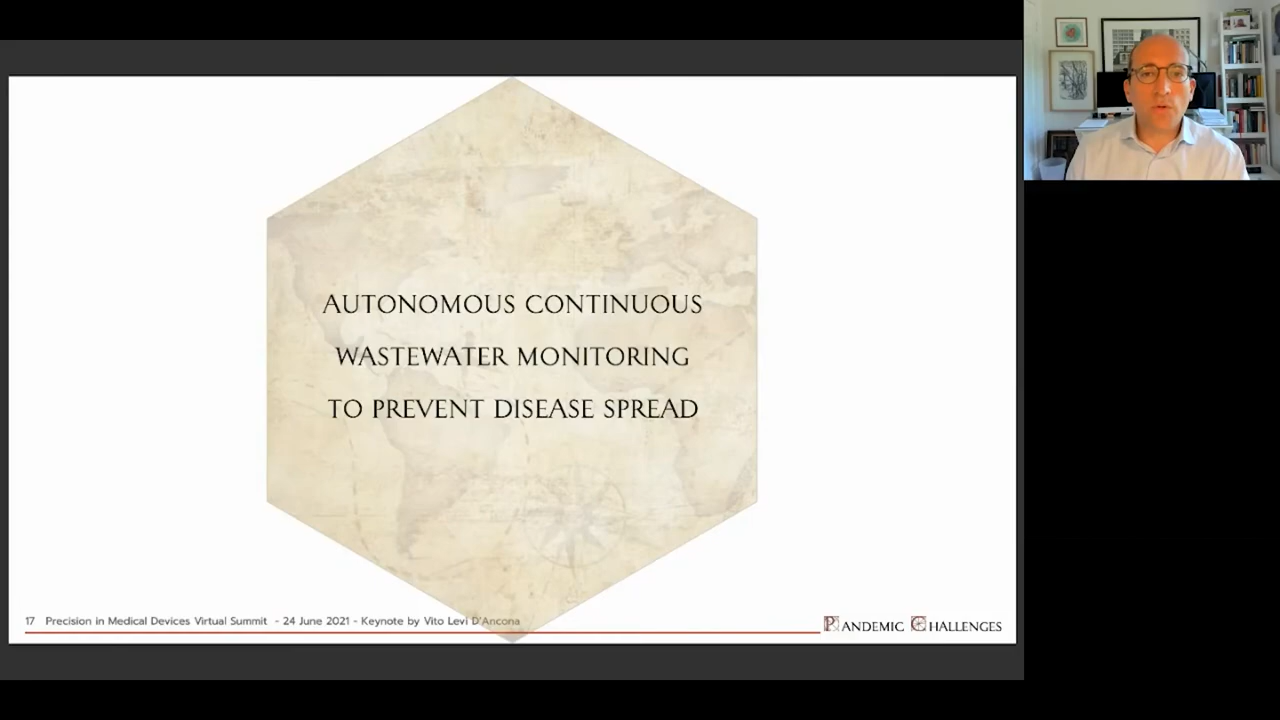 AUTONOMOUS CONTINUOUS
WASTEWATER MONITORING
TO PREVENT DISEASE SPREAD
17 Precision in Medical Devices Virtual Summit - 24 June 2021 - Keynote by Vito Levi D'Ancona
PANDEMIC CHALLENGES